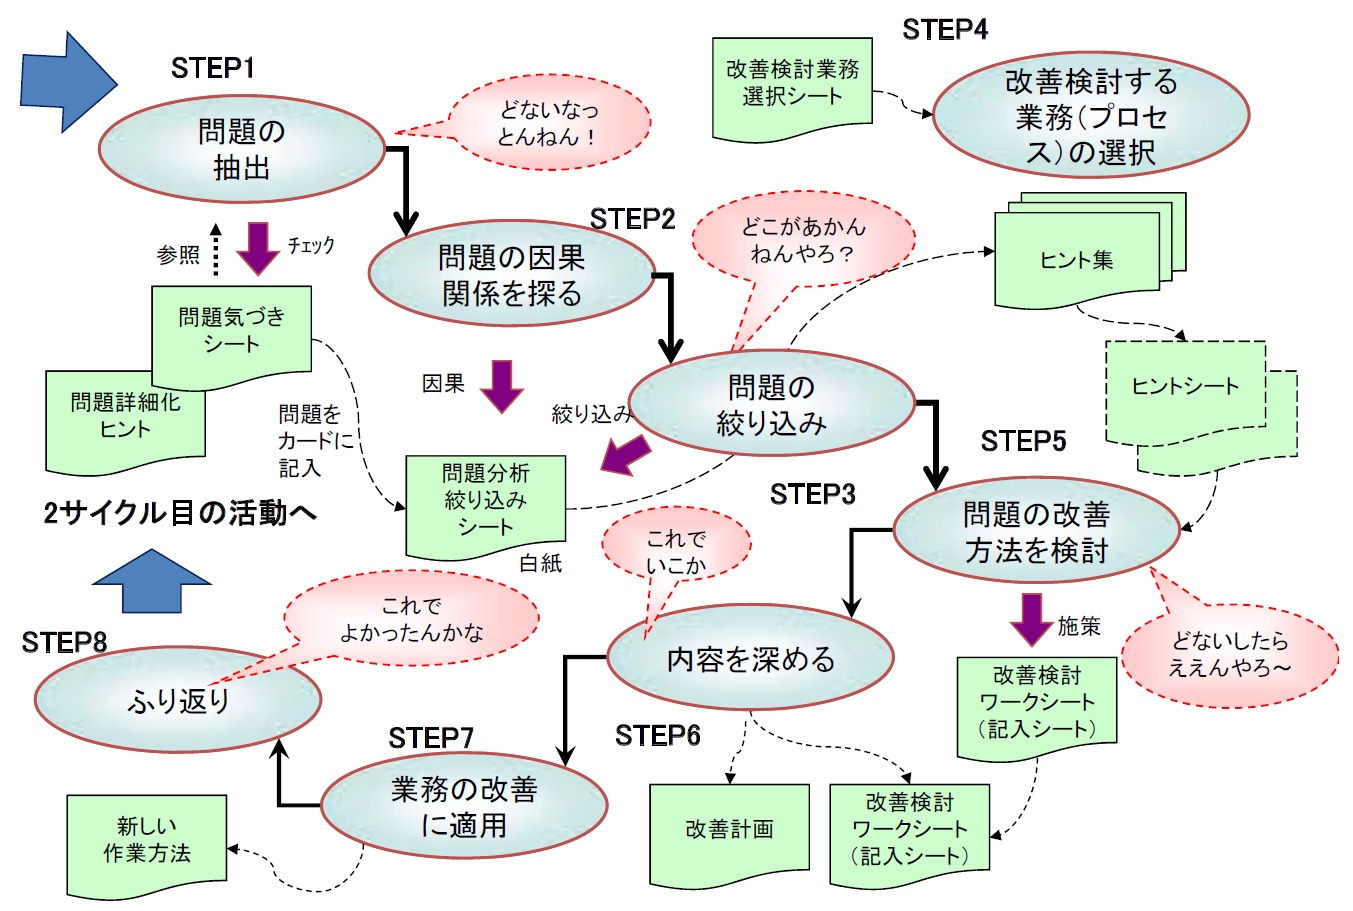 STEP1
問題の
抽出
どないなっ
とんねん！
STEP4
改善検討業務
選択シート
改善検討する
業務（プロセ
ス）の選択
参照
チェック
STEP2
問題の因果
関係を探る
どこがあかん
ねんやろ？
ヒント集
問題気づき
シート
問題詳細化
ヒント
因果
問題を
カードに
記入
絞り込み
問題の
絞り込み
ヒントシート
STEP5
STEP3
問題分析
絞り込み
シート
白紙
問題の改善
方法を検討
2サイクル目の活動へ
これで
いこか
これで
よかったんかな
施策
どないしたら
ええんやろ～
STEP8
ふり返り
内容を深める
改善検討
ワークシート
（記入シート）
STEP7
STEP6
業務の改善
に適用
新しい
作業方法
改善計画
改善検討
ワークシート
（記入シート）